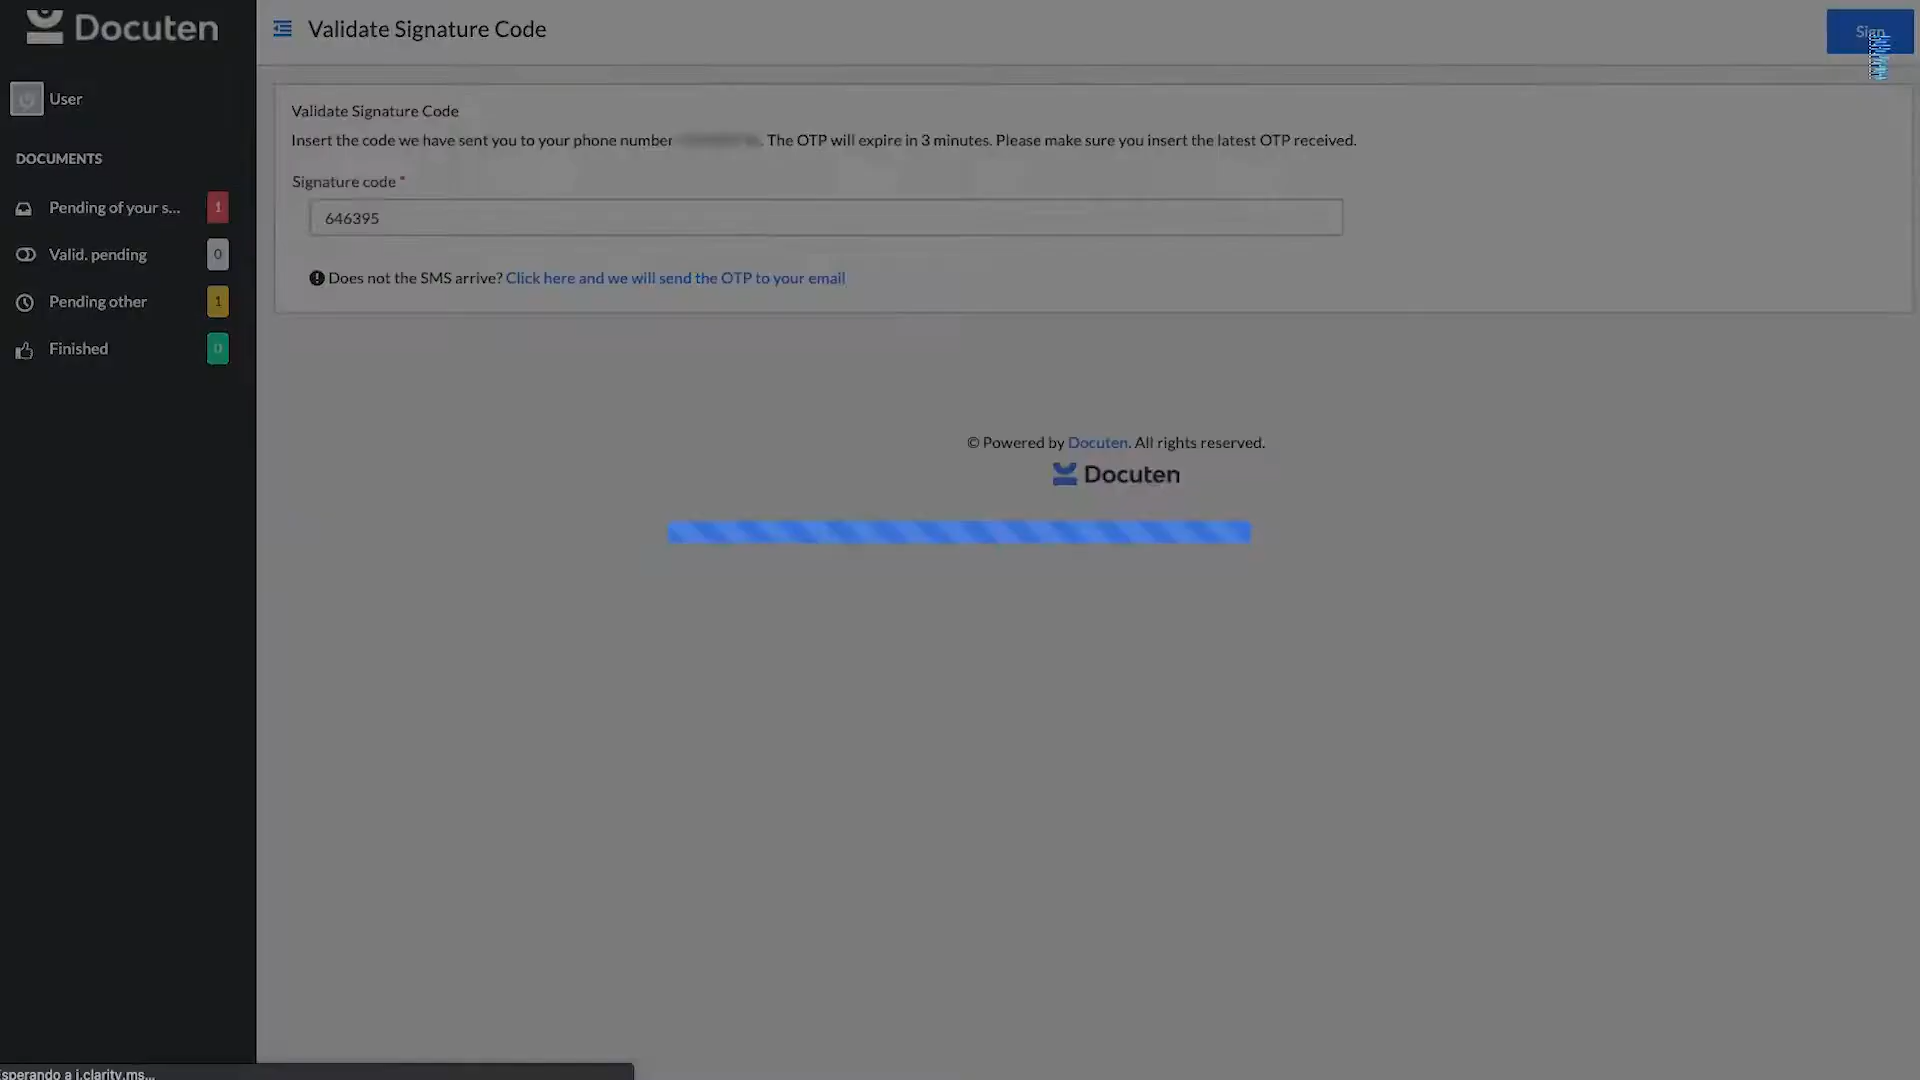 Docuten
Validate Signature Code
Sign
User
Validate Signature Code
Insert the code we have sent you to your phone number . The OTP will expire in 3 minutes. Please make sure you insert the latest OTP received.
DOCUMENTS
Signature code *
Pending of your s... 1
646395
Valid. pending 0
Does not the SMS arrive? Click here and we will send the OTP to your email
Pending other 1
Finished 0
© Powered by Docuten. All rights reserved.
Docuten
sperando a j.clarity.ms...